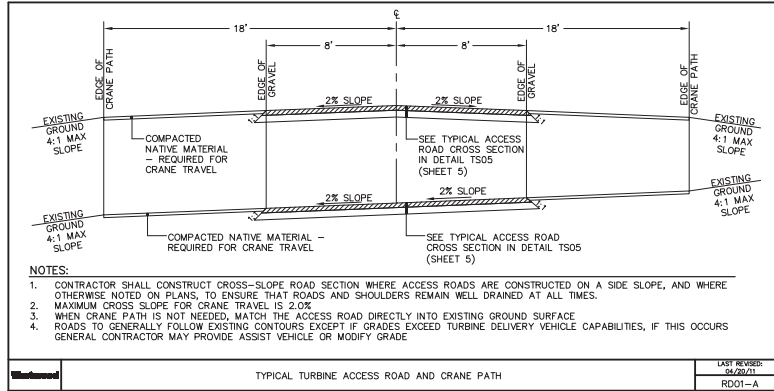 ℄
18'
18'
8'
8'
EDGE OF
CRANE PATH
EDGE OF
GRAVEL
EDGE OF
GRAVEL
EDGE OF
CRANE PATH
2% SLOPE
2% SLOPE
EXISTING
GROUND
4:1 MAX
SLOPE
COMPACTED
NATIVE MATERIAL
– REQUIRED FOR
CRANE TRAVEL
SEE TYPICAL ACCESS
ROAD CROSS SECTION
IN DETAIL TS05
(SHEET 5)
EXISTING
GROUND
4:1 MAX
SLOPE
2% SLOPE
2% SLOPE
EXISTING
GROUND
4:1 MAX
SLOPE
COMPACTED NATIVE MATERIAL –
REQUIRED FOR CRANE TRAVEL
SEE TYPICAL ACCESS ROAD
CROSS SECTION IN DETAIL TS05
(SHEET 5)
EXISTING
GROUND
4:1 MAX
SLOPE
NOTES:
1. CONTRACTOR SHALL CONSTRUCT CROSS–SLOPE ROAD SECTION WHERE ACCESS ROADS ARE CONSTRUCTED ON A SIDE SLOPE, AND WHERE
OTHERWISE NOTED ON PLANS, TO ENSURE THAT ROADS AND SHOULDERS REMAIN WELL DRAINED AT ALL TIMES.
2. MAXIMUM CROSS SLOPE FOR CRANE TRAVEL IS 2.0%
3. WHEN CRANE PATH IS NOT NEEDED, MATCH THE ACCESS ROAD DIRECTLY INTO EXISTING GROUND SURFACE
4. ROADS TO GENERALLY FOLLOW EXISTING CONTOURS EXCEPT IF GRADES EXCEED TURBINE DELIVERY VEHICLE CAPABILITIES, IF THIS OCCURS
GENERAL CONTRACTOR MAY PROVIDE ASSIST VEHICLE OR MODIFY GRADE
Westwood
TYPICAL TURBINE ACCESS ROAD AND CRANE PATH
LAST REVISED:
04/20/11
RD01–A